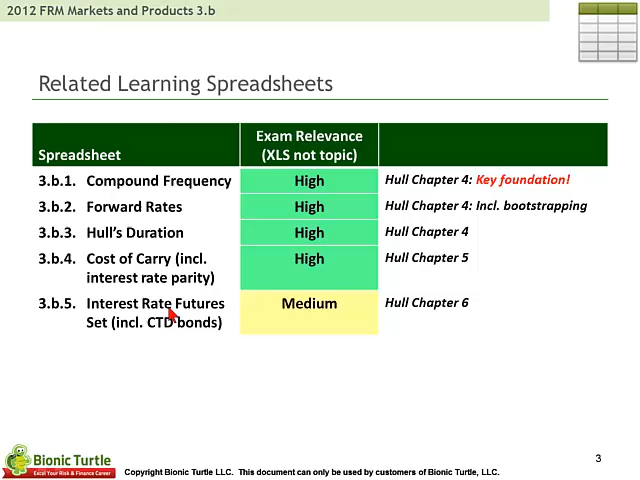 2012 FRM Markets and Products 3.b
Related Learning Spreadsheets
Spreadsheet
Exam Relevance
(XLS not topic)
3.b.1. Compound Frequency High Hull Chapter 4: Key foundation!
3.b.2. Forward Rates High Hull Chapter 4: Incl. bootstrapping
3.b.3. Hull's Duration High Hull Chapter 4
3.b.4. Cost of Carry (incl. High Hull Chapter 5
interest rate parity)
3.b.5. Interest Rate Futures Medium Hull Chapter 6
Set (incl. CTD bonds)
3
Bionic Turtle
Excel Your Risk & Finance Career
Copyright Bionic Turtle LLC. This document can only be used by customers of Bionic Turtle, LLC.